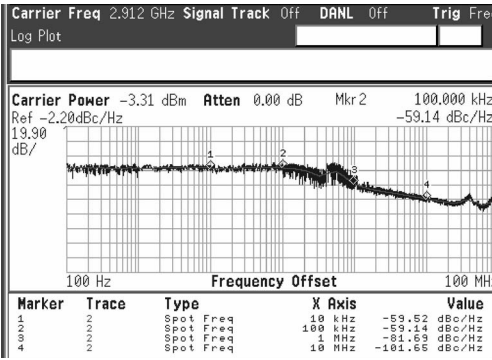 Carrier Freq 2.912 GHz Signal Track Off DANL Off Trig Fre
Log Plot
Carrier Power -3.31 dBm Atten 0.00 dB Mkr2 100.000 kHz
Ref -2.20dBc/Hz -59.14 dBc/Hz
19.90
dB/
1
2
3
4
100 Hz Frequency Offset 100 MH
Marker Trace Type X Axis Value
1 2 Spot Freq 10 kHz -59.52 dBc/Hz
2 2 Spot Freq 100 kHz -59.14 dBc/Hz
3 2 Spot Freq 1 MHz -81.69 dBc/Hz
4 2 Spot Freq 10 MHz -101.65 dBc/Hz